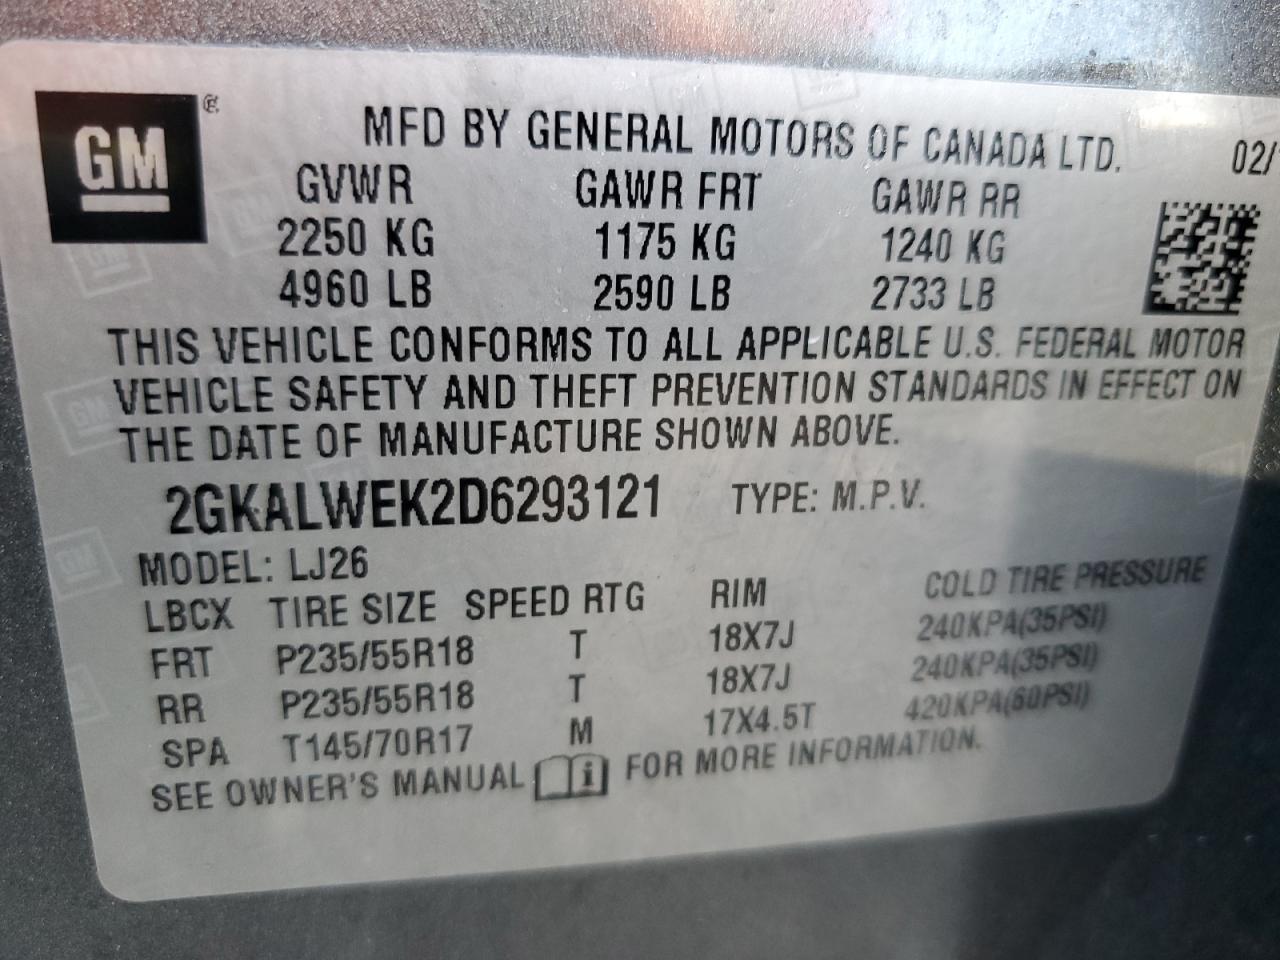 GM ®
MFD BY GENERAL MOTORS OF CANADA LTD. 02/
GVWR GAWR FRT GAWR RR
2250 KG 1175 KG 1240 KG
4960 LB 2590 LB 2733 LB
THIS VEHICLE CONFORMS TO ALL APPLICABLE U.S. FEDERAL MOTOR
VEHICLE SAFETY AND THEFT PREVENTION STANDARDS IN EFFECT ON
THE DATE OF MANUFACTURE SHOWN ABOVE.
2GKALWEK2D6293121 TYPE: M.P.V.
MODEL: LJ26
LBCX TIRE SIZE SPEED RTG RIM COLD TIRE PRESSURE
FRT P235/55R18 T 18X7J 240KPA(35PSI)
RR P235/55R18 T 18X7J 240KPA(35PSI)
SPA T145/70R17 M 17X4.5T 420KPA(60PSI)
SEE OWNER'S MANUAL i FOR MORE INFORMATION.